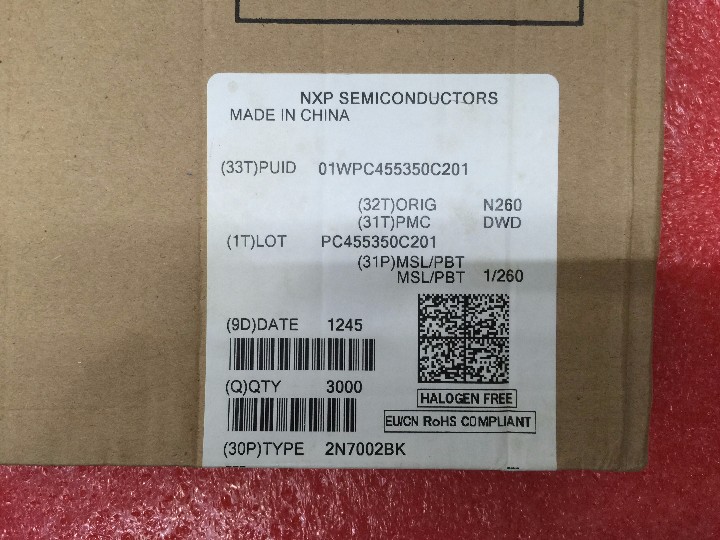 NXP SEMICONDUCTORS
MADE IN CHINA
(33T)PUID 01WPC455350C201
(32T)ORIG N260
(31T)PMC DWD
(1T)LOT PC455350C201
(31P)MSL/PBT
MSL/PBT 1/260
(9D)DATE 1245
(Q)QTY 3000
HALOGEN FREE
EU/CN RoHS COMPLIANT
(30P)TYPE 2N7002BK